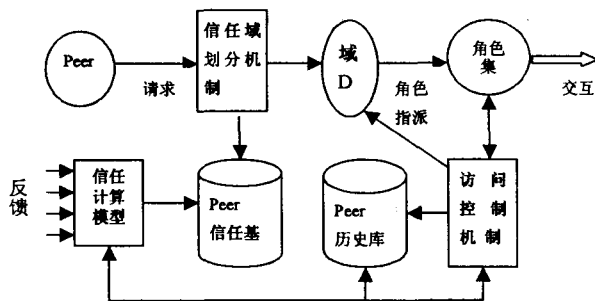 Peer
请求
信任域
划分机
制
域
D
角色
指派
角色
集
交互
反
馈
信任
计算
模型
Peer
信任基
Peer
历史库
访问
控制
机制